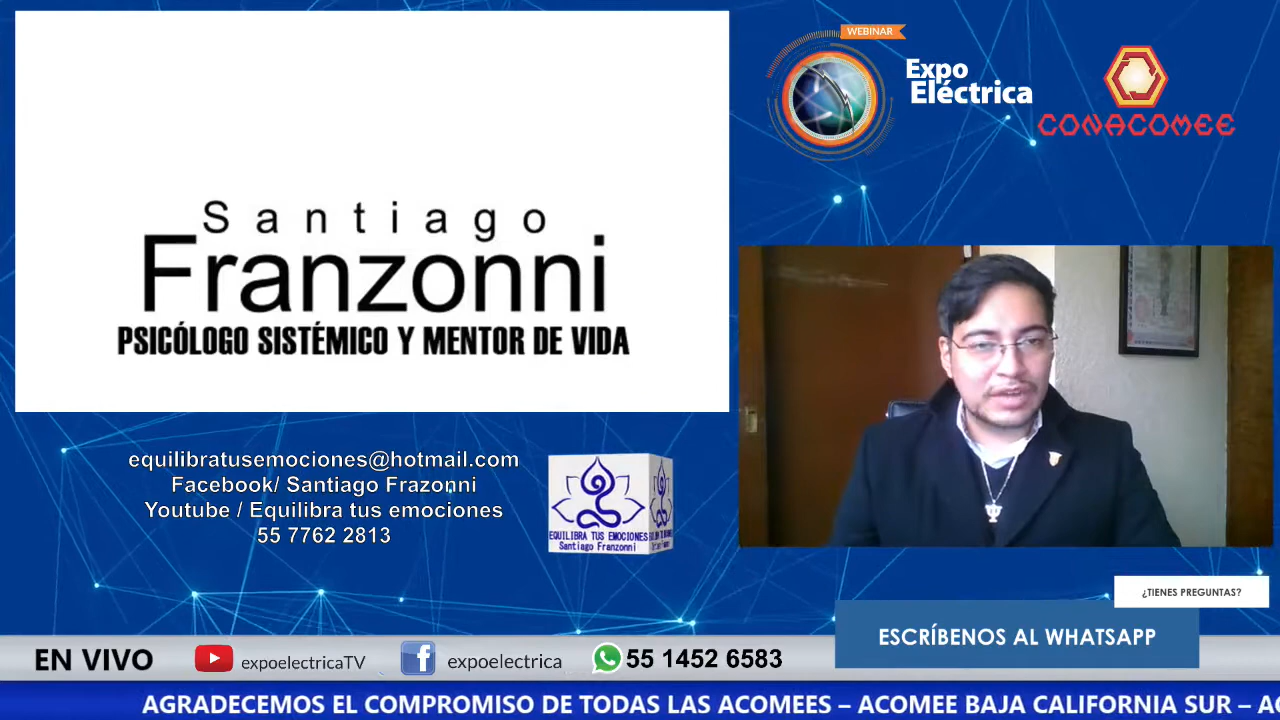 WEBINAR
Expo
Eléctrica
CONACOMEE
Santiago
Franzonni
PSICÓLOGO SISTÉMICO Y MENTOR DE VIDA
equilibratusemociones@hotmail.com
Facebook/ Santiago Frazonni
Youtube / Equilibra tus emociones
55 7762 2813
EQUILIBRA TUS EMOCIONES
Santiago Franzonni
¿TIENES PREGUNTAS?
ESCRÍBENOS AL WHATSAPP
EN VIVO
expoelectricaTV
expoelectrica
55 1452 6583
AGRADECEMOS EL COMPROMISO DE TODAS LAS ACOMEES – ACOMEE BAJA CALIFORNIA SUR – AC